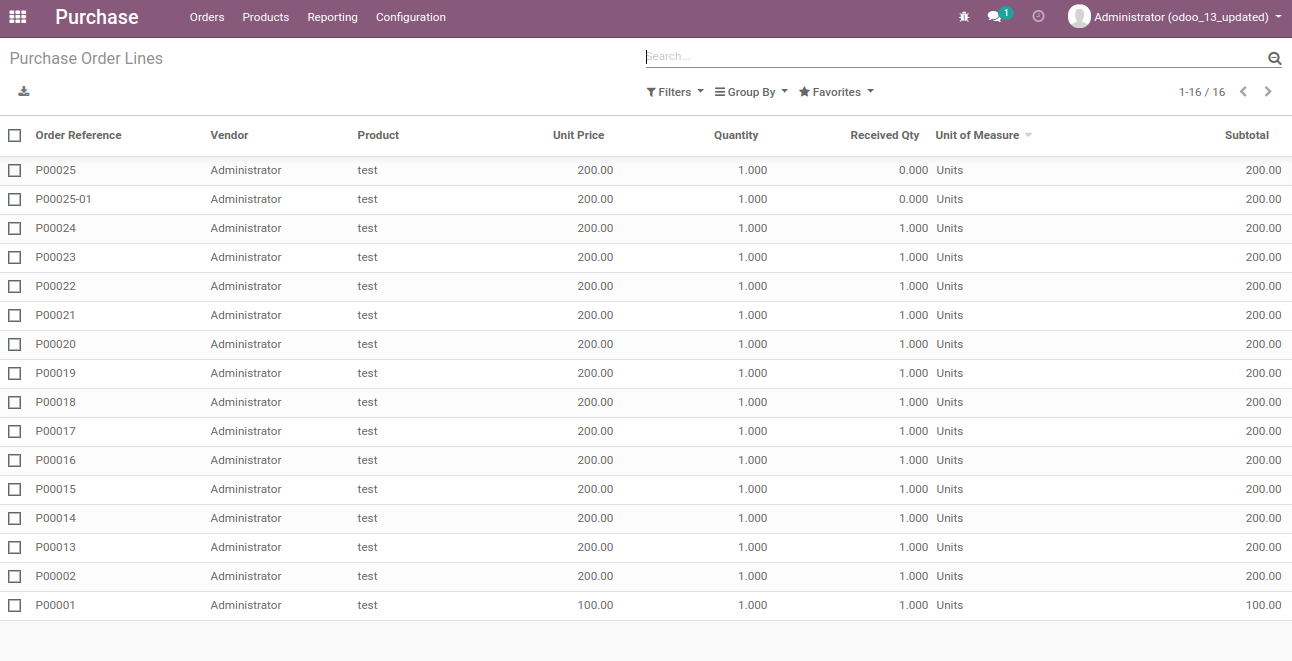 Purchase Orders Products Reporting Configuration 1 Administrator (odoo_13_updated)
Purchase Order Lines Search...
Filters Group By Favorites 1-16 / 16
Order Reference Vendor Product Unit Price Quantity Received Qty Unit of Measure Subtotal
P00025 Administrator test 200.00 1.000 0.000 Units 200.00
P00025-01 Administrator test 200.00 1.000 0.000 Units 200.00
P00024 Administrator test 200.00 1.000 1.000 Units 200.00
P00023 Administrator test 200.00 1.000 1.000 Units 200.00
P00022 Administrator test 200.00 1.000 1.000 Units 200.00
P00021 Administrator test 200.00 1.000 1.000 Units 200.00
P00020 Administrator test 200.00 1.000 1.000 Units 200.00
P00019 Administrator test 200.00 1.000 1.000 Units 200.00
P00018 Administrator test 200.00 1.000 1.000 Units 200.00
P00017 Administrator test 200.00 1.000 1.000 Units 200.00
P00016 Administrator test 200.00 1.000 1.000 Units 200.00
P00015 Administrator test 200.00 1.000 1.000 Units 200.00
P00014 Administrator test 200.00 1.000 1.000 Units 200.00
P00013 Administrator test 200.00 1.000 1.000 Units 200.00
P00002 Administrator test 200.00 1.000 1.000 Units 200.00
P00001 Administrator test 100.00 1.000 1.000 Units 100.00